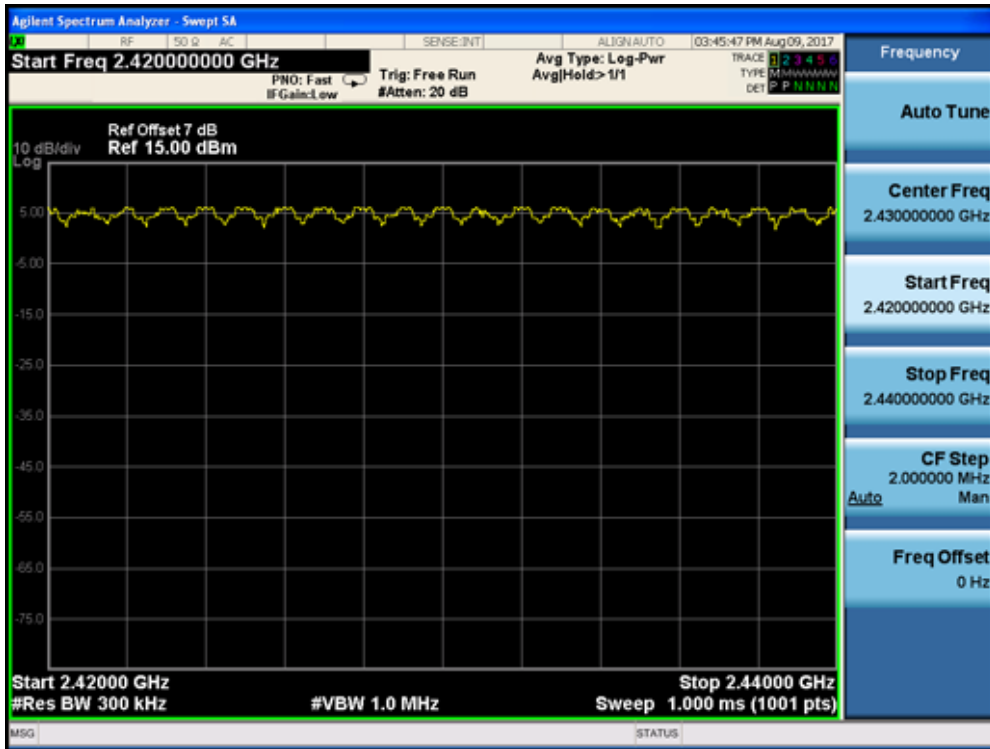 Agilent Spectrum Analyzer - Swept SA
RF 50 Ω AC SENSE:INT ALIGN AUTO 03:45:47 PM Aug 09, 2017
Start Freq 2.420000000 GHz
PNO: Fast
IFGain:Low
Trig: Free Run
#Atten: 20 dB
Avg Type: Log-Pwr
Avg|Hold:>1/1
TRACE 1 2 3 4 5 6
TYPE MWWWWW
DET P P N N N N
Ref Offset 7 dB
10 dB/div Ref 15.00 dBm
Log
5.00
-5.00
-15.0
-25.0
-35.0
-45.0
-55.0
-65.0
-75.0
Start 2.42000 GHz Stop 2.44000 GHz
#Res BW 300 kHz #VBW 1.0 MHz Sweep 1.000 ms (1001 pts)
MSG STATUS
Frequency
Auto Tune
Center Freq
2.430000000 GHz
Start Freq
2.420000000 GHz
Stop Freq
2.440000000 GHz
CF Step
2.000000 MHz
Auto Man
Freq Offset
0 Hz